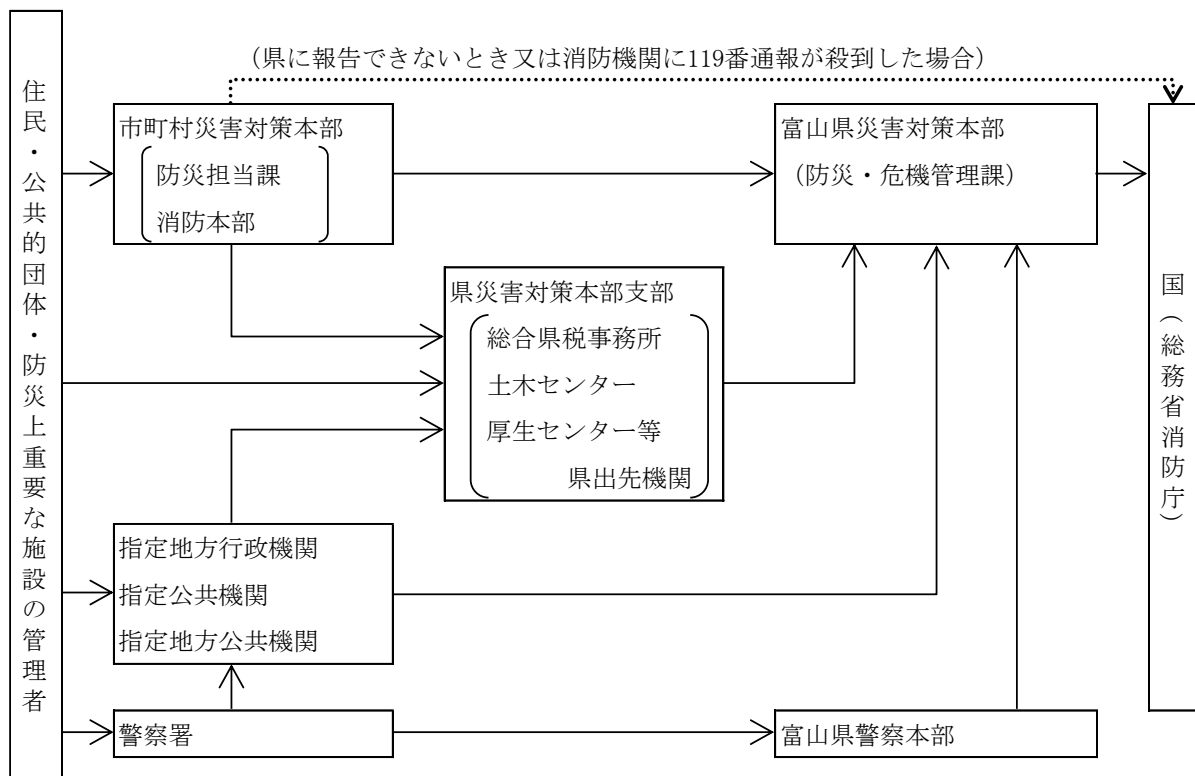 （県に報告できないとき又は消防機関に119番通報が殺到した場合）
住民・公共的団体・防災上重要な施設の管理者
市町村災害対策本部
防災担当課
消防本部
富山県災害対策本部
（防災・危機管理課）
国（総務省消防庁）
県災害対策本部支部
総合県税事務所
土木センター
厚生センター等
県出先機関
指定地方行政機関
指定公共機関
指定地方公共機関
警察署
富山県警察本部